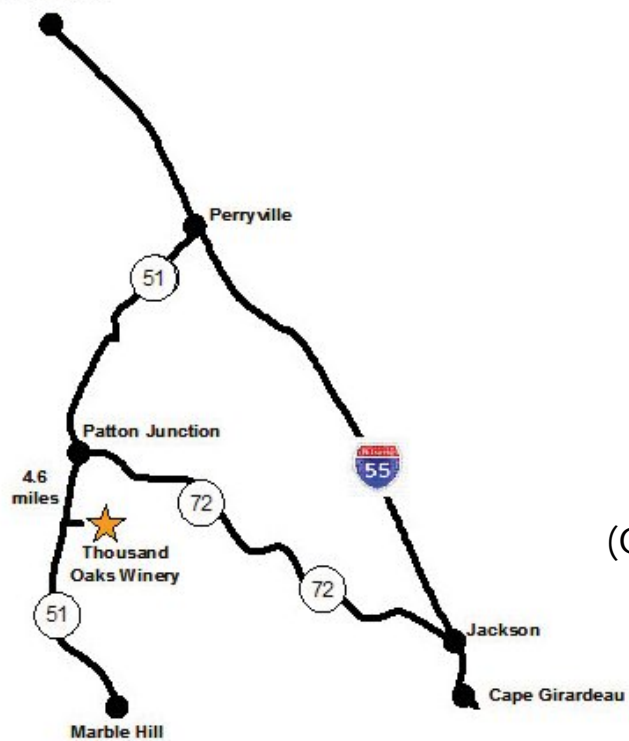 Perryville
51
Patton Junction
4.6
miles
55
72
Thousand
Oaks Winery
72
51
Jackson
Cape Girardeau
Marble Hill
(